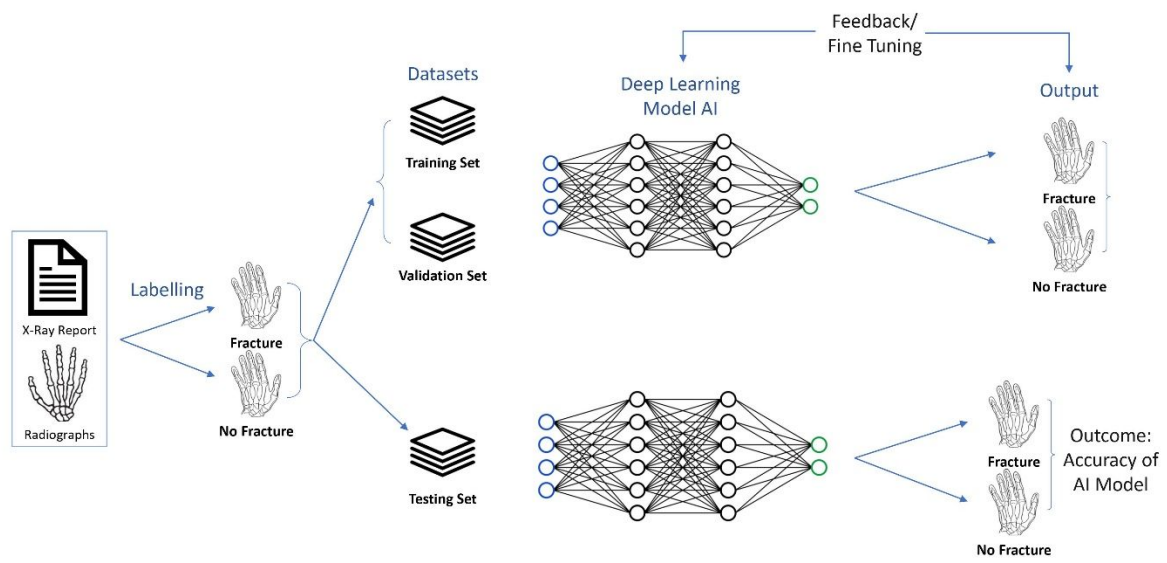 Feedback/
Fine Tuning
Datasets
Deep Learning
Model AI
Output
Training Set
Fracture
Validation Set
No Fracture
Labelling
X-Ray Report
Fracture
Radiographs
No Fracture
Testing Set
Fracture
Outcome:
Accuracy of
AI Model
No Fracture